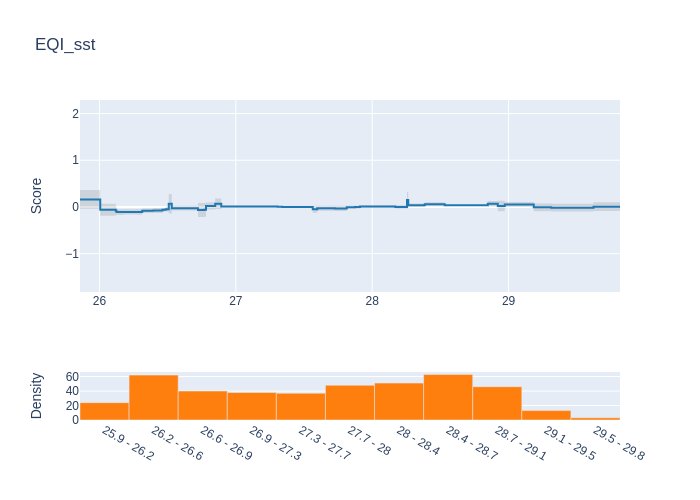 EQI_sst
Score
2
1
0
−1
26
27
28
29
Density
60
40
20
0
25.9 - 26.2
26.2 - 26.6
26.6 - 26.9
26.9 - 27.3
27.3 - 27.7
27.7 - 28
28 - 28.4
28.4 - 28.7
28.7 - 29.1
29.1 - 29.5
29.5 - 29.8